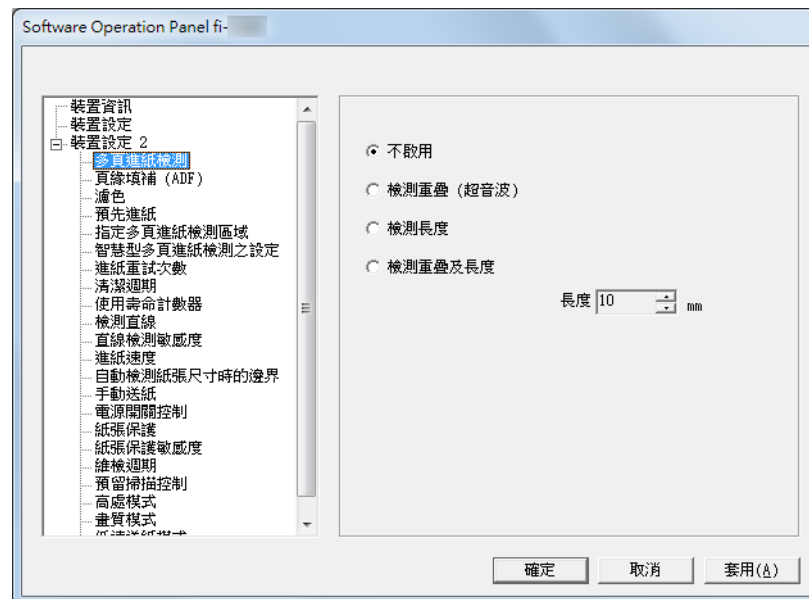 Software Operation Panel fi-
裝置資訊
裝置設定
裝置設定 2
多頁進紙檢測
頁緣填補 (ADF)
濾色
預先進紙
指定多頁進紙檢測區域
智慧型多頁進紙檢測之設定
進紙重試次數
清潔週期
使用壽命計數器
檢測直線
直線檢測敏感度
進紙速度
自動檢測紙張尺寸時的邊界
手動送紙
電源開關控制
紙張保護
紙張保護敏感度
維檢週期
預留掃描控制
高處模式
畫質模式
低速送紙模式
不啟用
檢測重疊 (超音波)
檢測長度
檢測重疊及長度
長度 10 mm
確定
取消
套用(A)